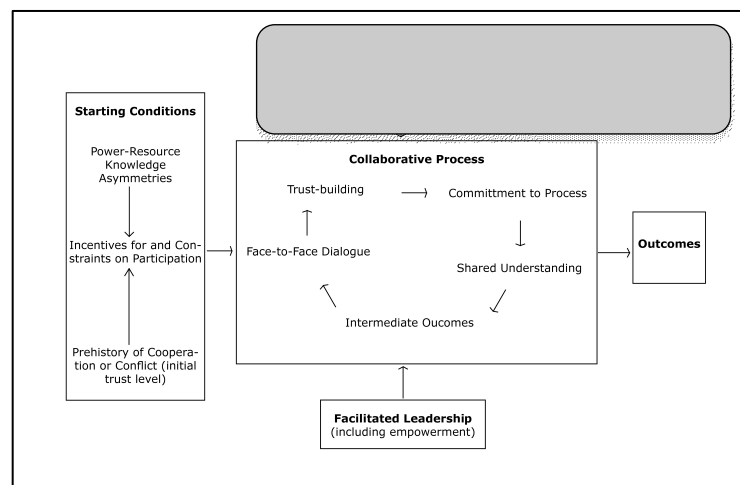 Starting Conditions
Power-Resource
Knowledge
Asymmetries
Incentives for and Con-
straints on Participation
Prehistory of Coopera-
tion or Conflict (initial
trust level)
Collaborative Process
Trust-building
Committment to Process
Face-to-Face Dialogue
Shared Understanding
Intermediate Oucomes
Outcomes
Facilitated Leadership
(including empowerment)